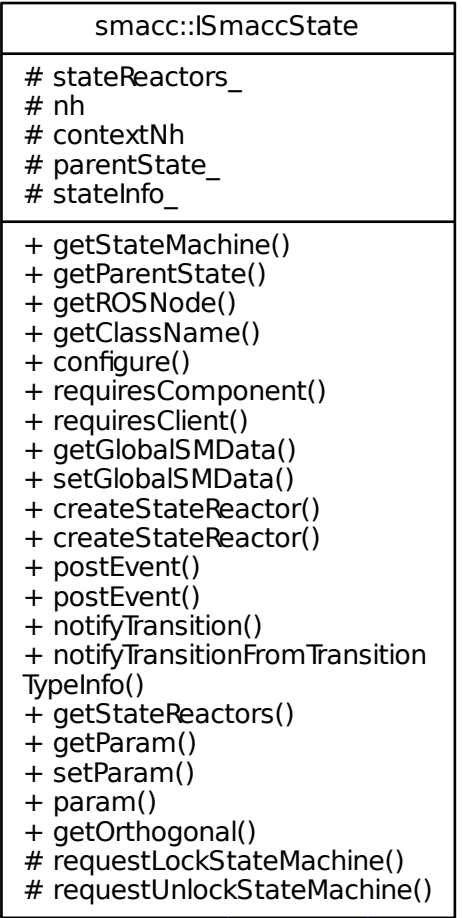 smacc::ISmaccState
# stateReactors_
# nh
# contextNh
# parentState_
# stateInfo_
+ getStateMachine()
+ getParentState()
+ getROSNode()
+ getClassName()
+ configure()
+ requiresComponent()
+ requiresClient()
+ getGlobalSMData()
+ setGlobalSMData()
+ createStateReactor()
+ createStateReactor()
+ postEvent()
+ postEvent()
+ notifyTransition()
+ notifyTransitionFromTransition
TypeInfo()
+ getStateReactors()
+ getParam()
+ setParam()
+ param()
+ getOrthogonal()
# requestLockStateMachine()
# requestUnlockStateMachine()